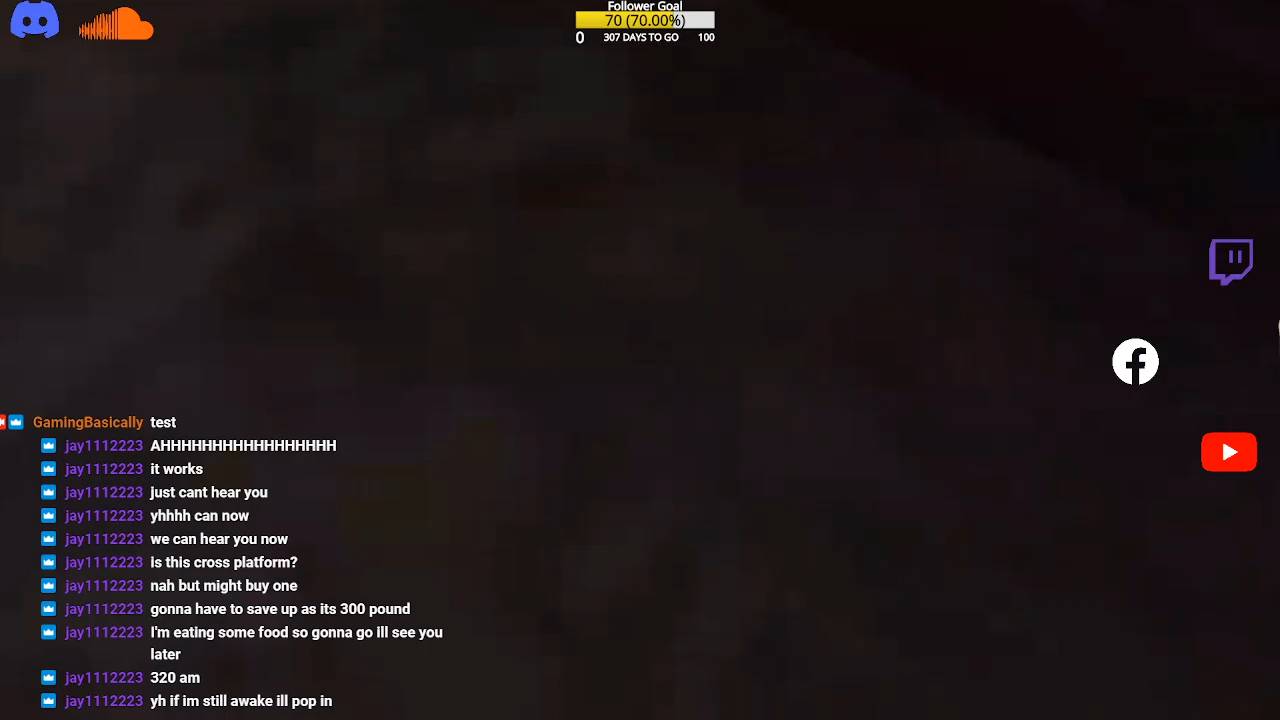 Follower Goal
70 (70.00%)
0 307 DAYS TO GO 100
GamingBasically test
jay1112223 AHHHHHHHHHHHHHHHHH
jay1112223 it works
jay1112223 just cant hear you
jay1112223 yhhhh can now
jay1112223 we can hear you now
jay1112223 is this cross platform?
jay1112223 nah but might buy one
jay1112223 gonna have to save up as its 300 pound
jay1112223 I'm eating some food so gonna go ill see you
later
jay1112223 320 am
jay1112223 yh if im still awake ill pop in